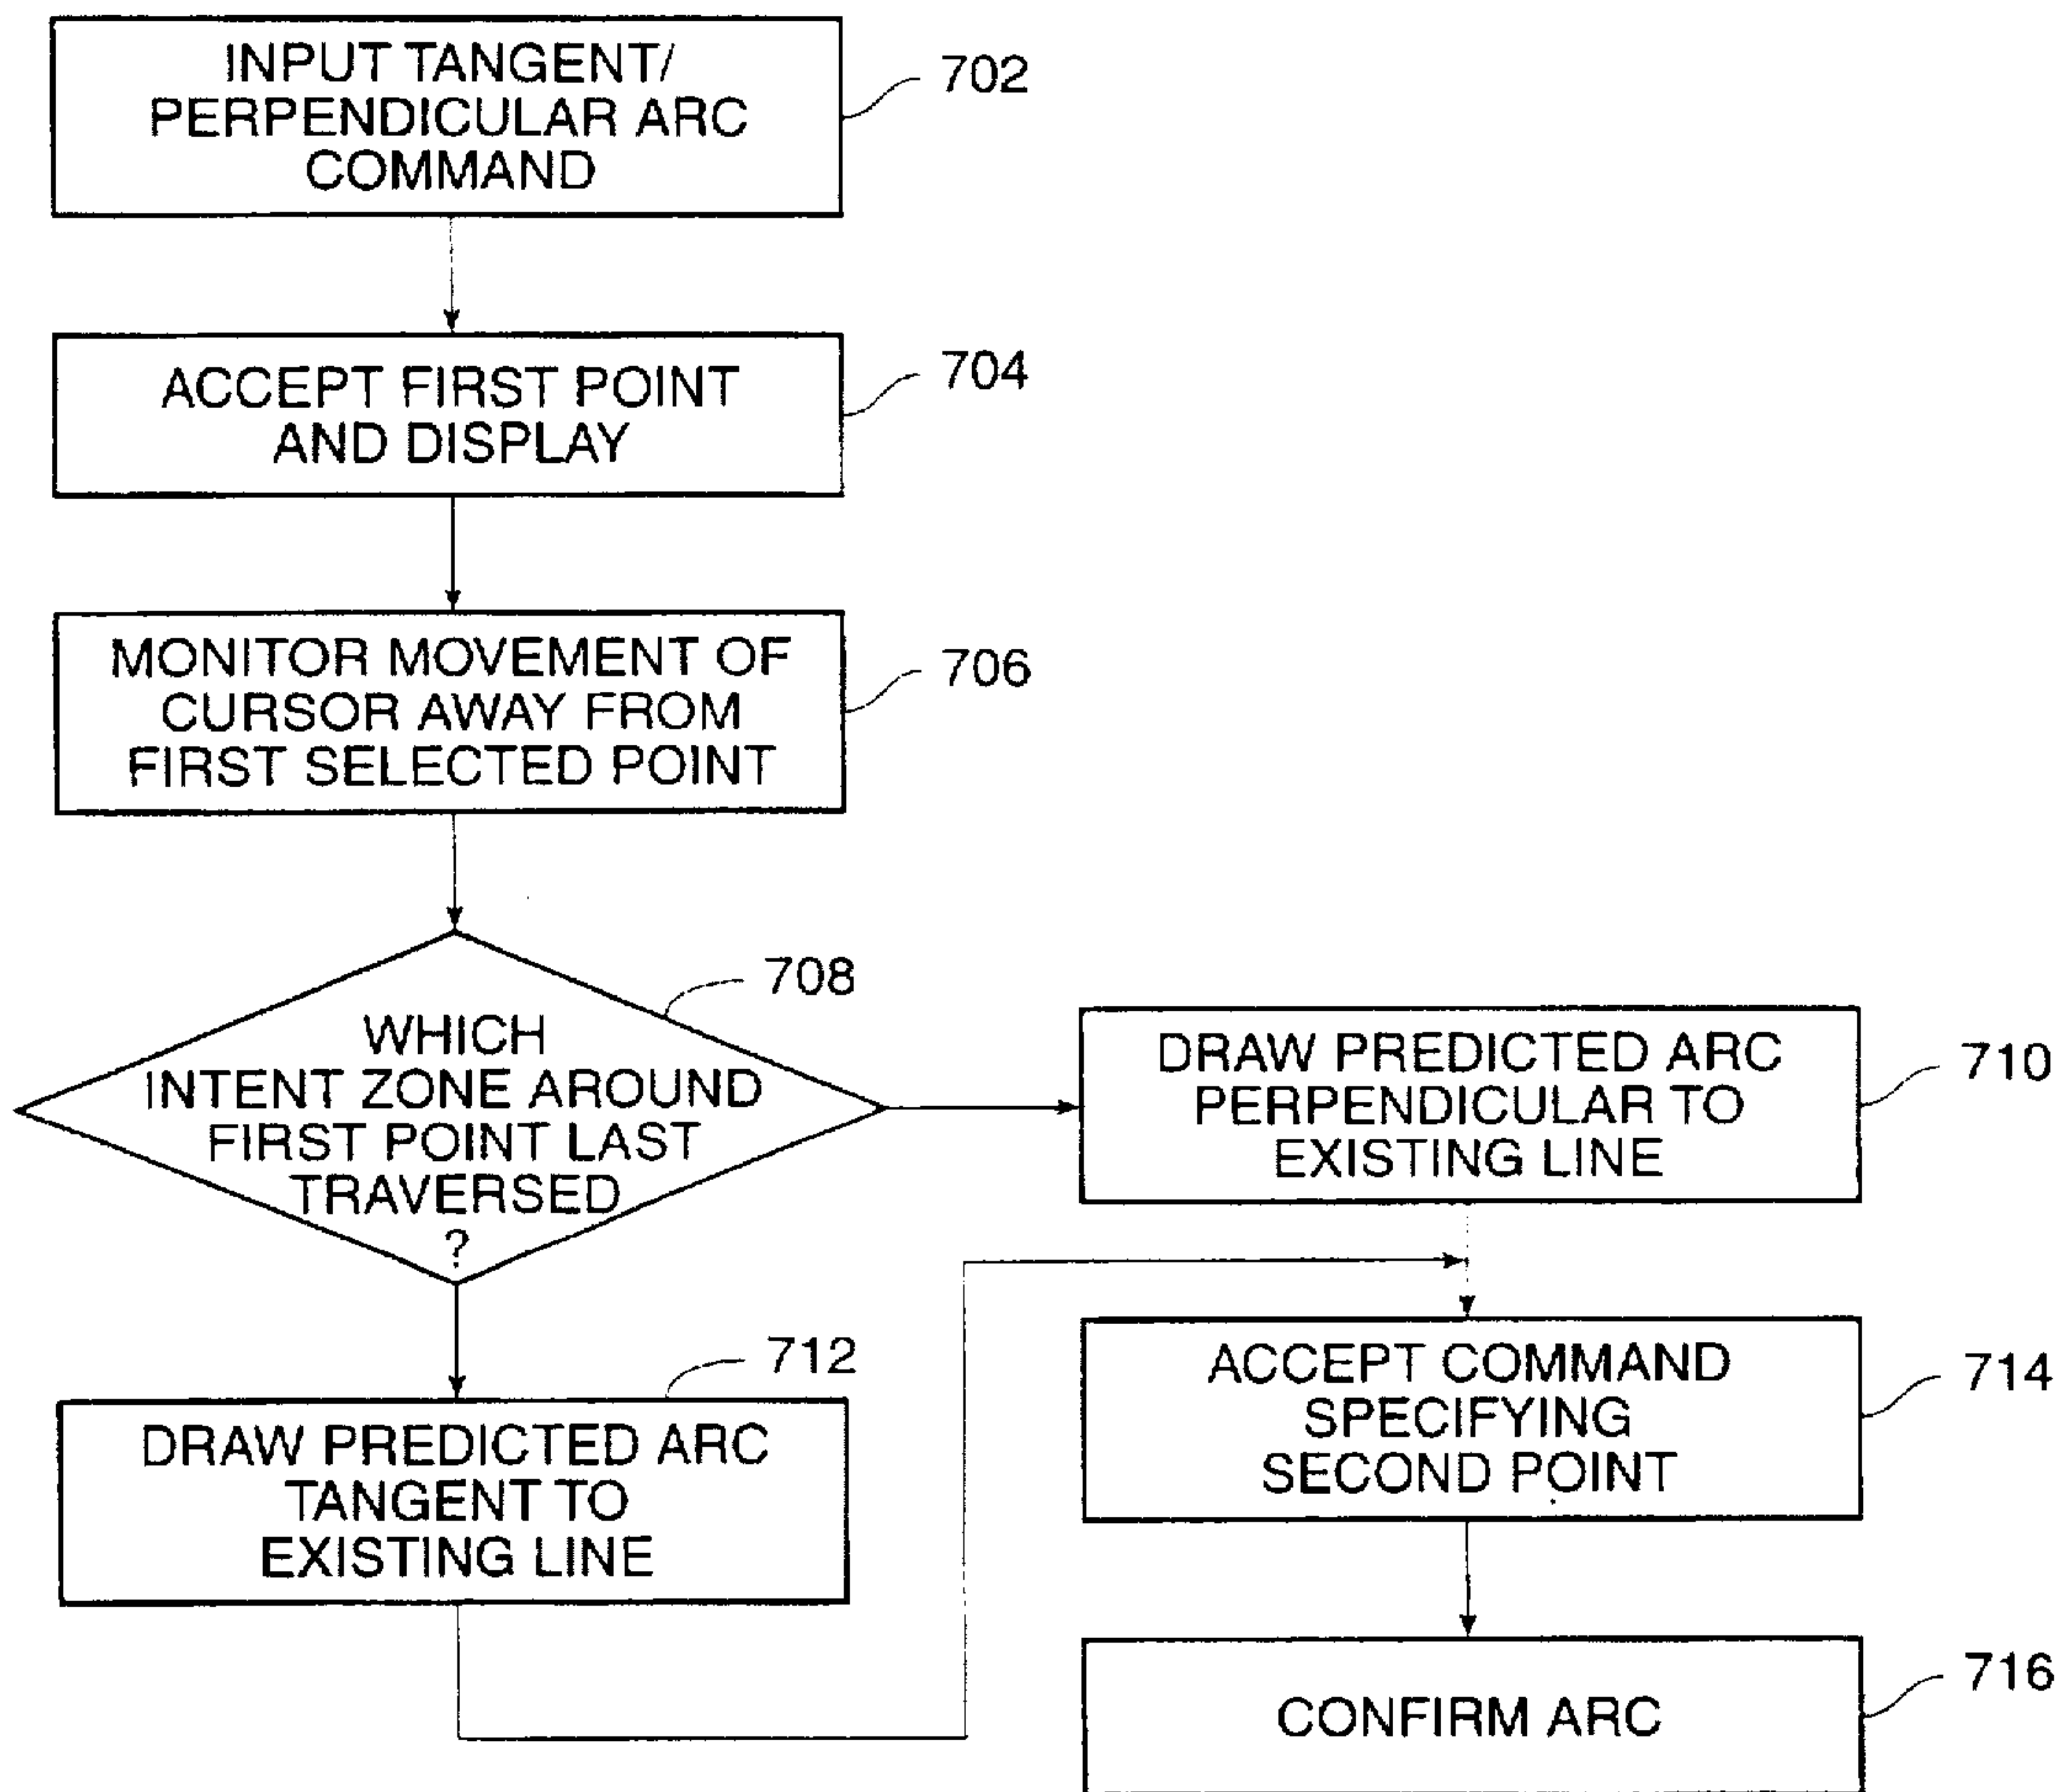 INPUT TANGENT/
PERPENDICULAR ARC
COMMAND
702
ACCEPT FIRST POINT
AND DISPLAY
704
MONITOR MOVEMENT OF
CURSOR AWAY FROM
FIRST SELECTED POINT
706
WHICH
INTENT ZONE AROUND
FIRST POINT LAST
TRAVERSED
?
708
DRAW PREDICTED ARC
PERPENDICULAR TO
EXISTING LINE
710
DRAW PREDICTED ARC
TANGENT TO
EXISTING LINE
712
ACCEPT COMMAND
SPECIFYING
SECOND POINT
714
CONFIRM ARC
716